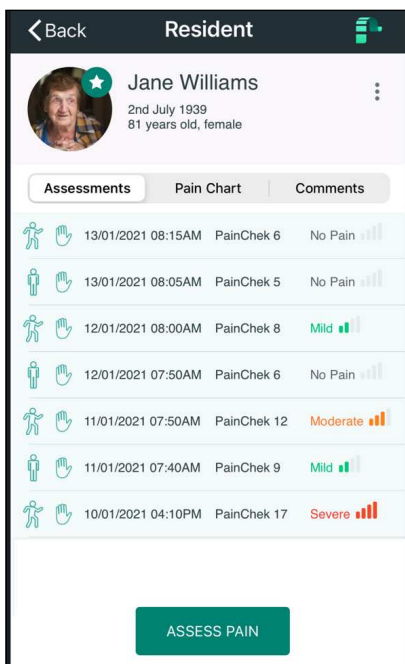 Back Resident
Jane Williams
2nd July 1939
81 years old, female
Assessments Pain Chart Comments
13/01/2021 08:15AM PainChek 6 No Pain
13/01/2021 08:05AM PainChek 5 No Pain
12/01/2021 08:00AM PainChek 8 Mild
12/01/2021 07:50AM PainChek 6 No Pain
11/01/2021 07:50AM PainChek 12 Moderate
11/01/2021 07:40AM PainChek 9 Mild
10/01/2021 04:10PM PainChek 17 Severe
ASSESS PAIN